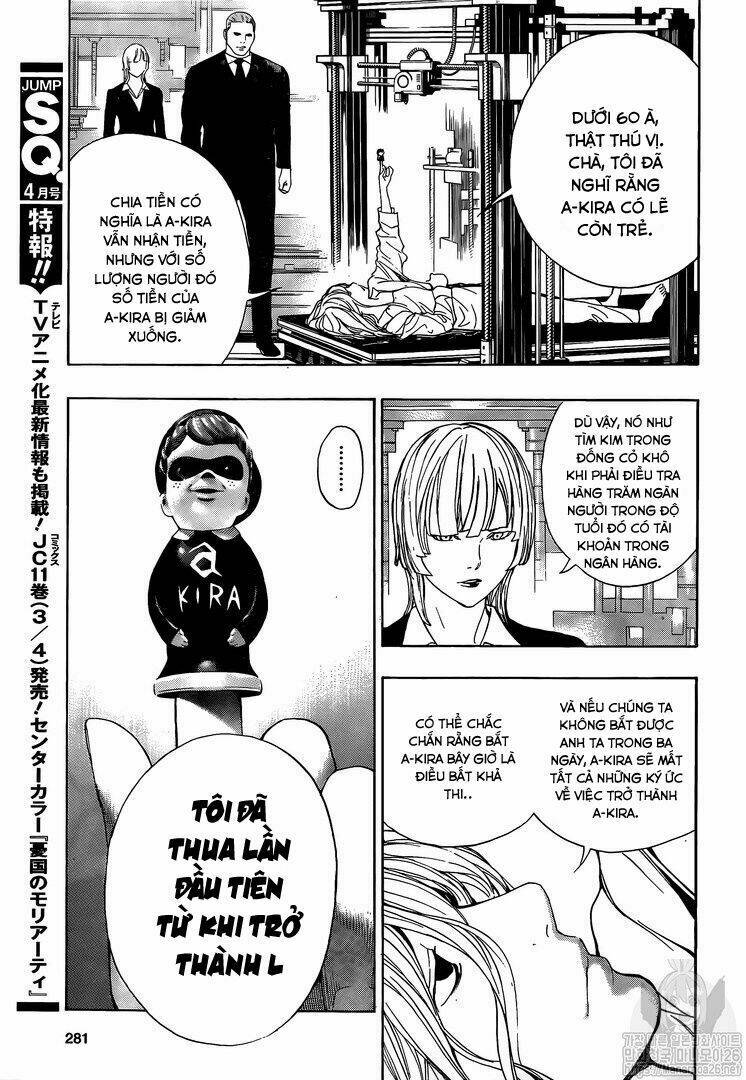 DƯỚI 60 À,
THẬT THÚ VỊ.
CHÀ, TÔI ĐÃ
NGHĨ RẰNG
A-KIRA CÓ LẼ
CÒN TRẺ.
CHIA TIỀN CÓ
NGHĨA LÀ A-KIRA
VẪN NHẬN TIỀN,
NHƯNG VỚI SỐ
LƯỢNG NGƯỜI ĐÓ
SỐ TIỀN CỦA
A-KIRA BỊ GIẢM
XUỐNG.
DÙ VẬY, NÓ NHƯ
TÌM KIM TRONG
ĐỐNG CỎ KHÔ
KHI PHẢI ĐIỀU TRA
HÀNG TRĂM NGÀN
NGƯỜI TRONG ĐỘ
TUỔI ĐÓ CÓ TÀI
KHOẢN TRONG
NGÂN HÀNG.
.........
a
KIRA
VÀ NẾU CHÚNG TA
KHÔNG BẮT ĐƯỢC
ANH TA TRONG BA
NGÀY, A-KIRA SẼ MẤT
TẤT CẢ NHỮNG KÝ ỨC
VỀ VIỆC TRỞ THÀNH
A-KIRA.
CÓ THỂ CHẮC
CHẮN RẰNG BẮT
A-KIRA BÂY GIỜ LÀ
ĐIỀU BẤT KHẢ
THI..
TÔI ĐÃ
THUA LẦN
ĐẦU TIÊN
TỪ KHI TRỞ
THÀNH L
JUMP
SQ.
4月号
特報!!
テレビ
TVアニメ化最新情報も掲載!JC11巻(3/4)発売!センターカラー『憂国のモリアーティ』
コミックス
281